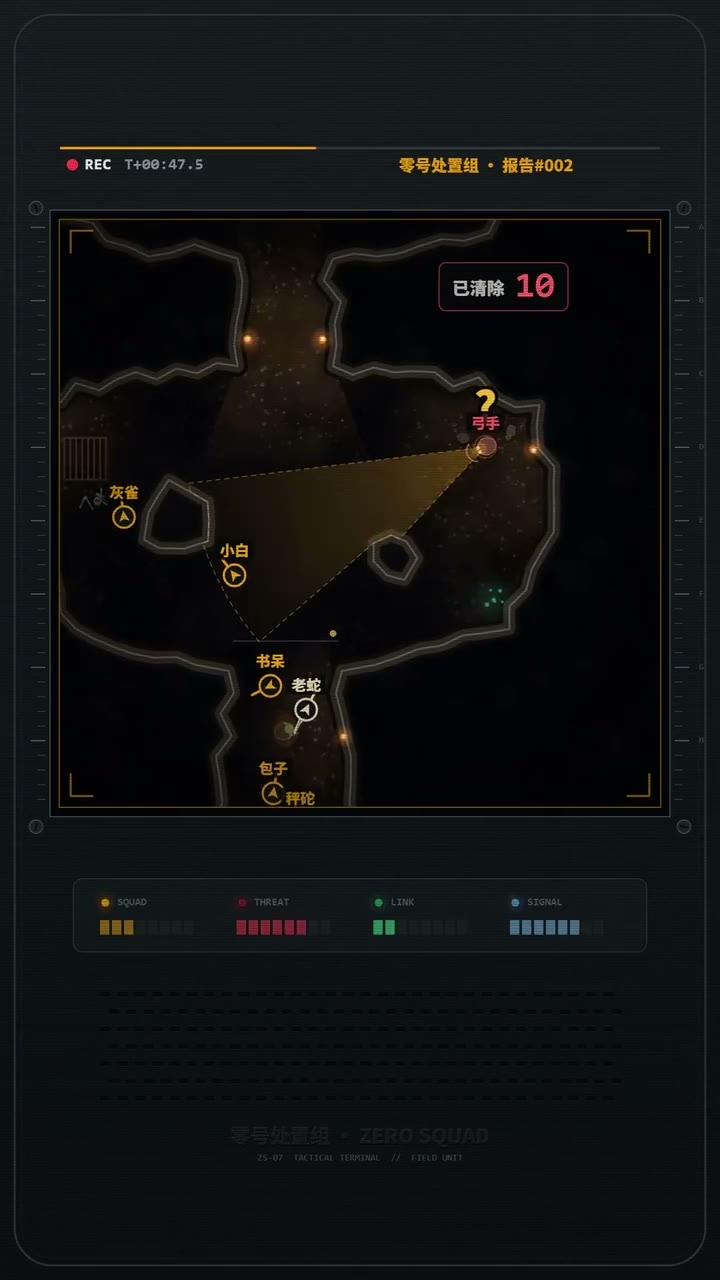 REC T+00:47.5
零号处置组 · 报告#002
已清除 10
?
弓手
灰雀
小白
书呆
老蛇
包子
秤砣
SQUAD
THREAT
LINK
SIGNAL
零号处置组 · ZERO SQUAD
ZS-07 TACTICAL TERMINAL // FIELD UNIT